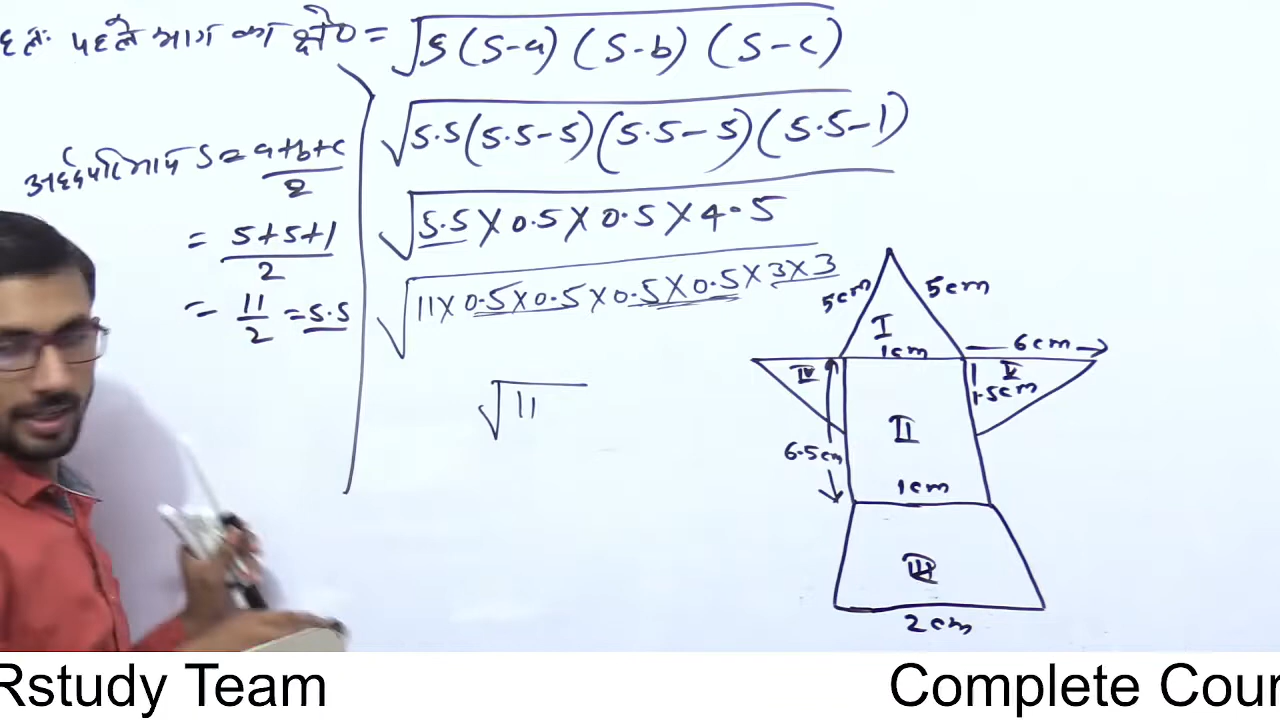 हलः पहले भाग का क्षे० = √s(s-a)(s-b)(s-c)
√5.5(5.5-5)(5.5-5)(5.5-1)
अर्द्धपरिमाप s = a+b+c/2
√5.5×0.5×0.5×4.5
= 5+5+1/2
√11×0.5×0.5×0.5×0.5×3×3
= 11/2 = 5.5
√11
5cm
5cm
I
1cm
6cm
IV
V
1.5cm
II
6.5cm
1cm
III
2cm
Rstudy Team
Complete Cour